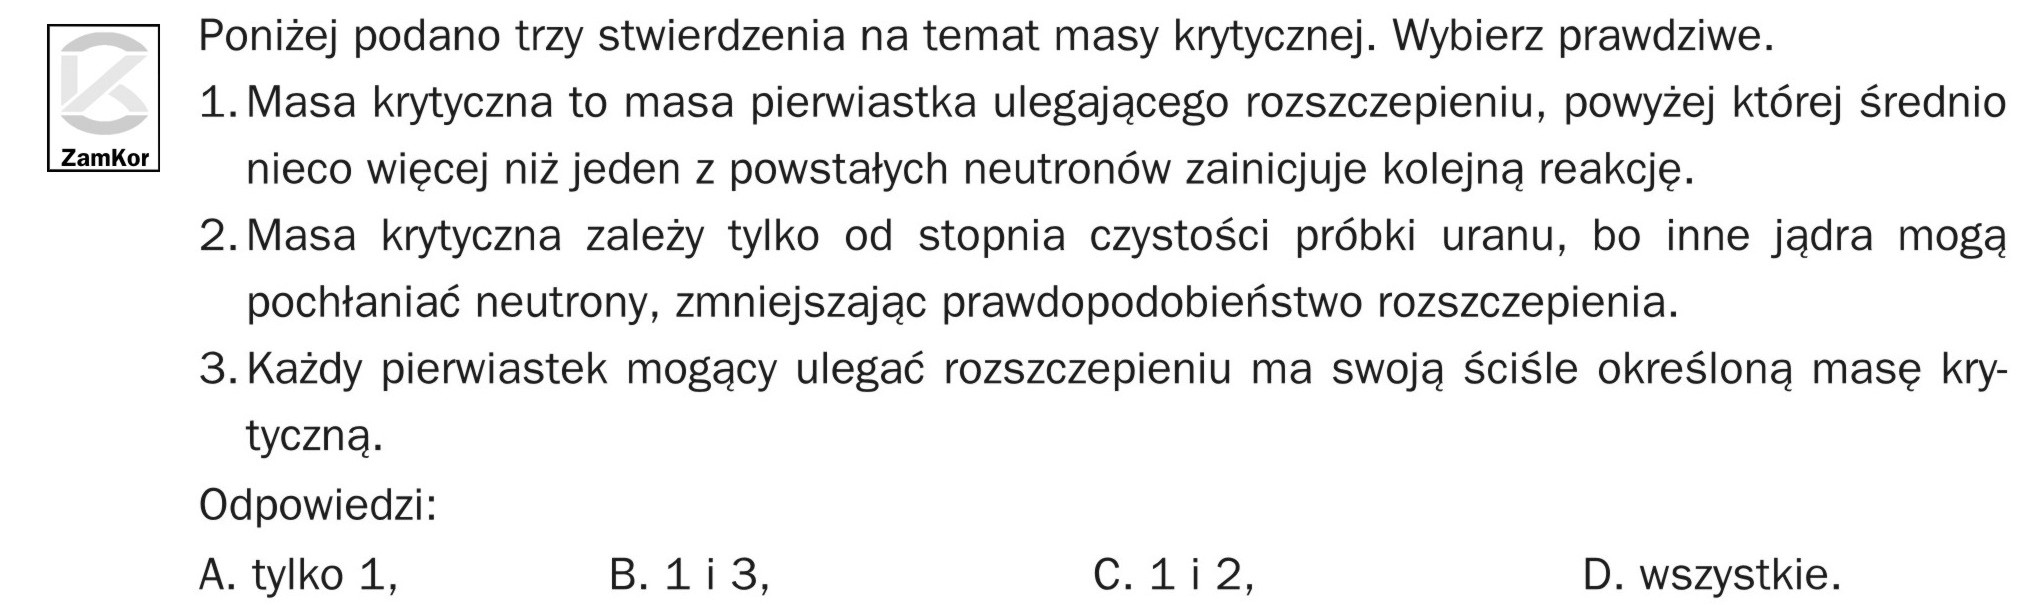 Poniżej podano trzy stwierdzenia na temat masy krytycznej. Wybierz prawdziwe.
1. Masa krytyczna to masa pierwiastka ulegającego rozszczepieniu, powyżej której średnio
nieco więcej niż jeden z powstałych neutronów zainicjuje kolejną reakcję.
2. Masa krytyczna zależy tylko od stopnia czystości próbki uranu, bo inne jądra mogą
pochłaniać neutrony, zmniejszając prawdopodobieństwo rozszczepienia.
3. Każdy pierwiastek mogący ulegać rozszczepieniu ma swoją ściśle określoną masę kry-
tyczną.
ZamKor
Odpowiedzi:
A. tylko 1, B. 1 i 3, C. 1 i 2, D. wszystkie.